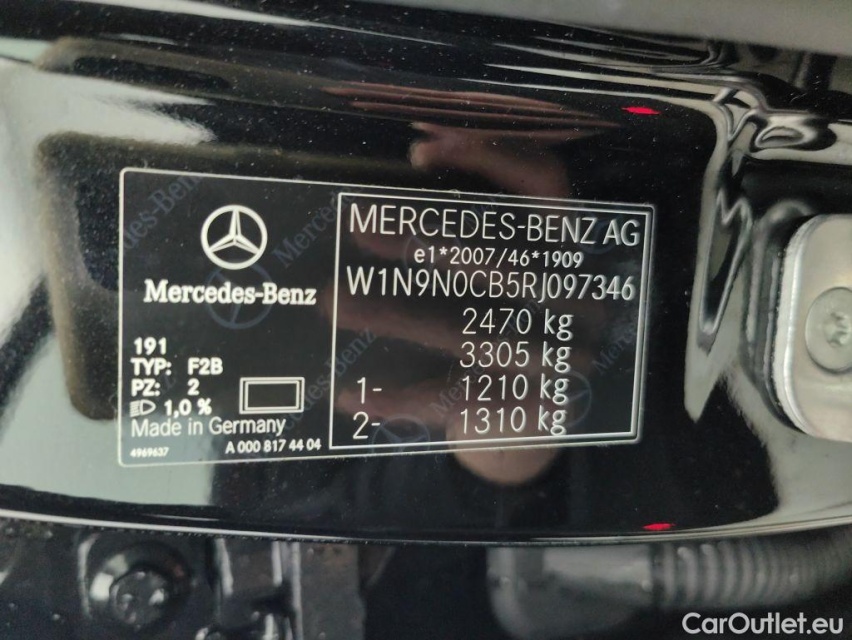 Mercedes-Benz
191
TYP: F2B
PZ: 2
1,0 %
Made in Germany
4969637
A 000 817 44 04
MERCEDES-BENZ AG
e1*2007/46*1909
W1N9N0CB5RJ097346
2470 kg
3305 kg
1- 1210 kg
2- 1310 kg
CarOutlet.eu